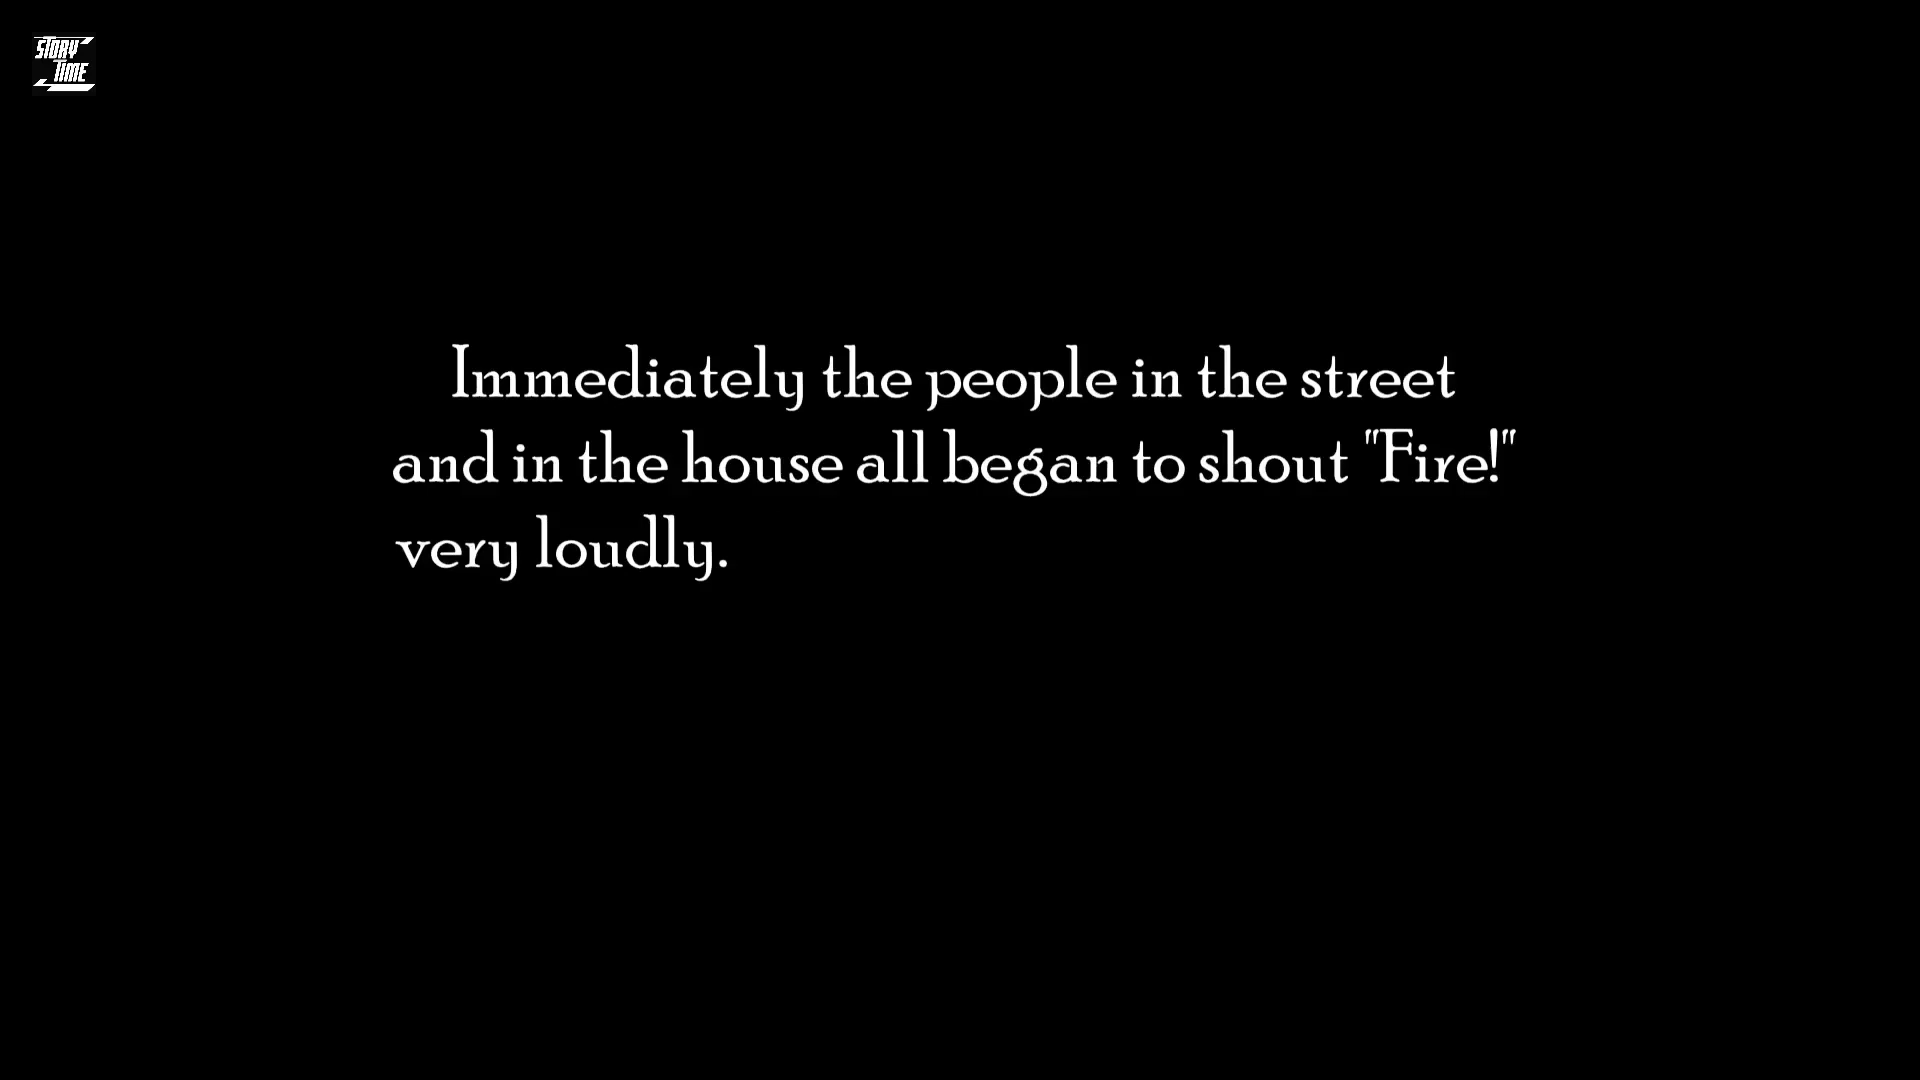 STORY
TIME
Immediately the people in the street
and in the house all began to shout "Fire!"
very loudly.